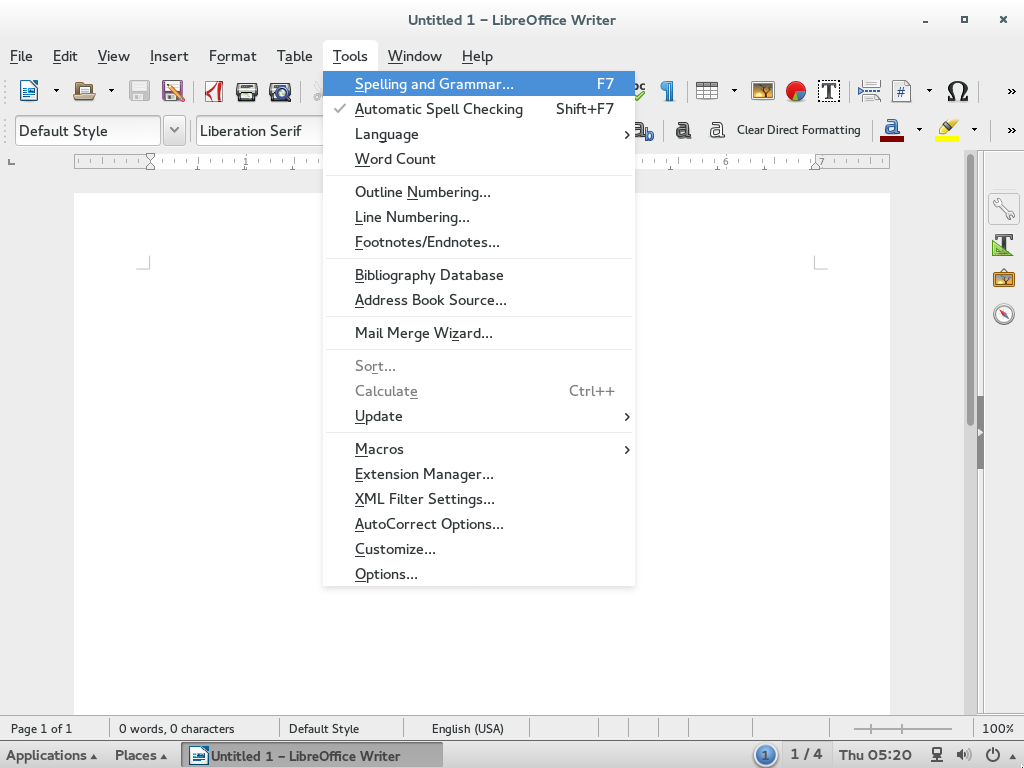 Untitled 1 – LibreOffice Writer
File Edit View Insert Format Table Tools Window Help
Spelling and Grammar... F7
Automatic Spell Checking Shift+F7
Default Style Liberation Serif Clear Direct Formatting
Language
Word Count
1 6 7
Outline Numbering...
Line Numbering...
Footnotes/Endnotes...
Bibliography Database
Address Book Source...
Mail Merge Wizard...
Sort...
Calculate Ctrl++
Update
Macros
Extension Manager...
XML Filter Settings...
AutoCorrect Options...
Customize...
Options...
Page 1 of 1 0 words, 0 characters Default Style English (USA) 100%
Applications Places Untitled 1 – LibreOffice Writer 1 1 / 4 Thu 05:20